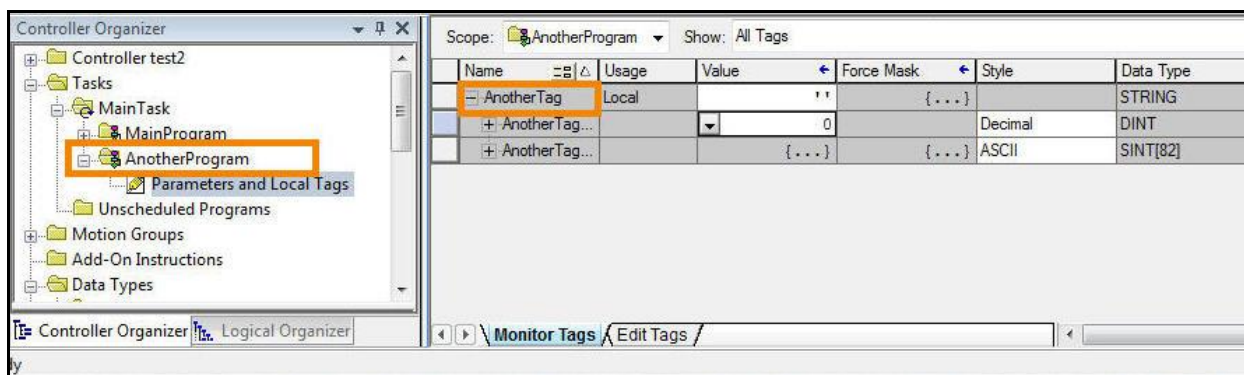 Controller Organizer
Controller test2
Tasks
MainTask
MainProgram
AnotherProgram
Parameters and Local Tags
Unscheduled Programs
Motion Groups
Add-On Instructions
Data Types
Controller Organizer Logical Organizer
Scope: AnotherProgram Show: All Tags
Name Usage Value Force Mask Style Data Type
AnotherTag Local '' {...} STRING
AnotherTag... 0 Decimal DINT
AnotherTag... {...} {...} ASCII SINT[82]
Monitor Tags Edit Tags
ly